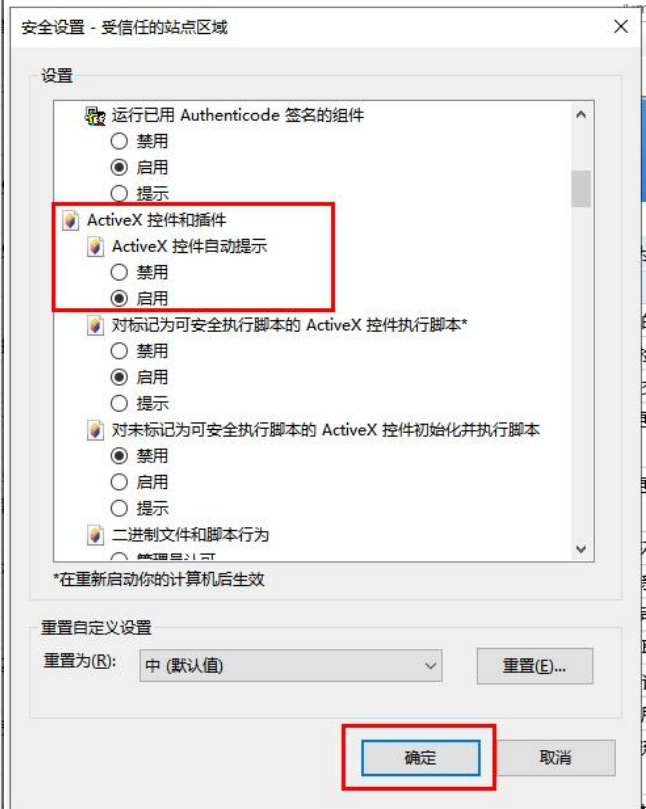 安全设置 - 受信任的站点区域
设置
运行已用 Authenticode 签名的组件
禁用
启用
提示
ActiveX 控件和插件
ActiveX 控件自动提示
禁用
启用
对标记为可安全执行脚本的 ActiveX 控件执行脚本*
禁用
启用
提示
对未标记为可安全执行脚本的 ActiveX 控件初始化并执行脚本
禁用
启用
提示
二进制文件和脚本行为
管理员认可
*在重新启动你的计算机后生效
重置自定义设置
重置为(R): 中 (默认值) 重置(E)...
确定 取消